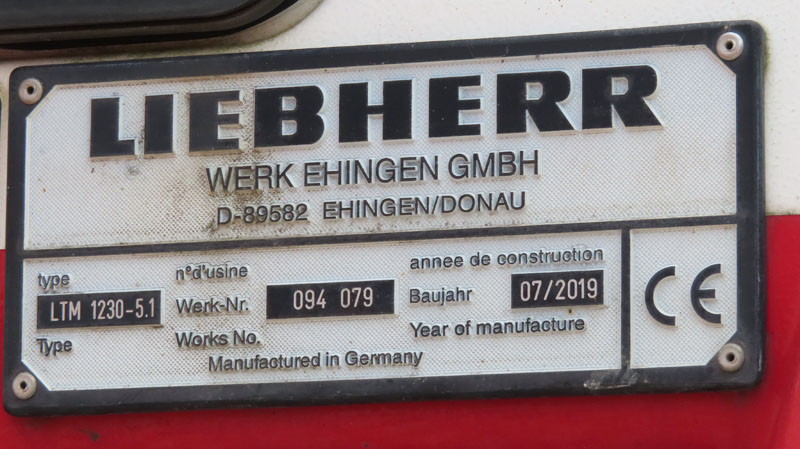 LIEBHERR
WERK EHINGEN GMBH
D-89582 EHINGEN/DONAU
type
LTM 1230-5.1
Type
n°d'usine
Werk-Nr. 094 079
Works No.
annee de construction
Baujahr 07/2019
Year of manufacture
Manufactured in Germany
CE